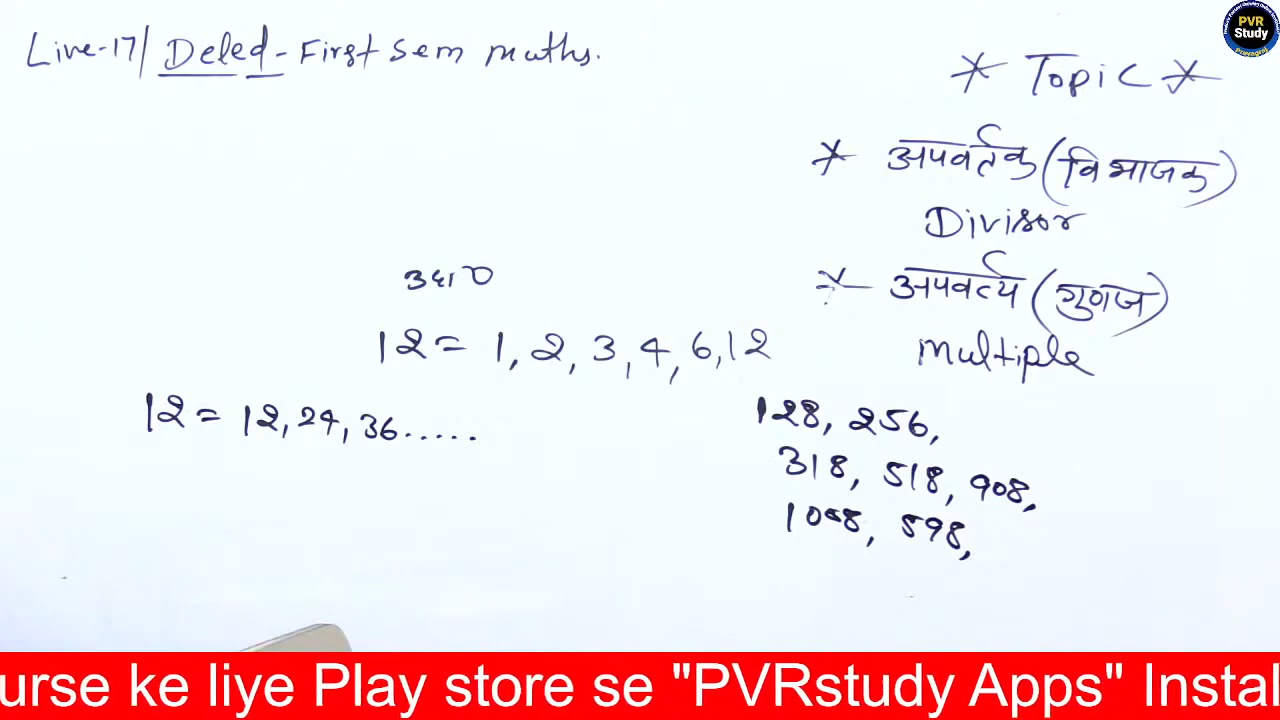 Live-17/ Deled - First Sem maths.
PVR
Study
Prayagraj
* Topic *
* अपवर्तक (विभाजक)
Divisor
* अपवर्त्य (गुणज)
multiple
उदा०
12 = 1, 2, 3, 4, 6, 12
12 = 12, 24, 36.....
128, 256,
318, 518, 908,
1008, 598,
urse ke liye Play store se "PVRstudy Apps" Instal